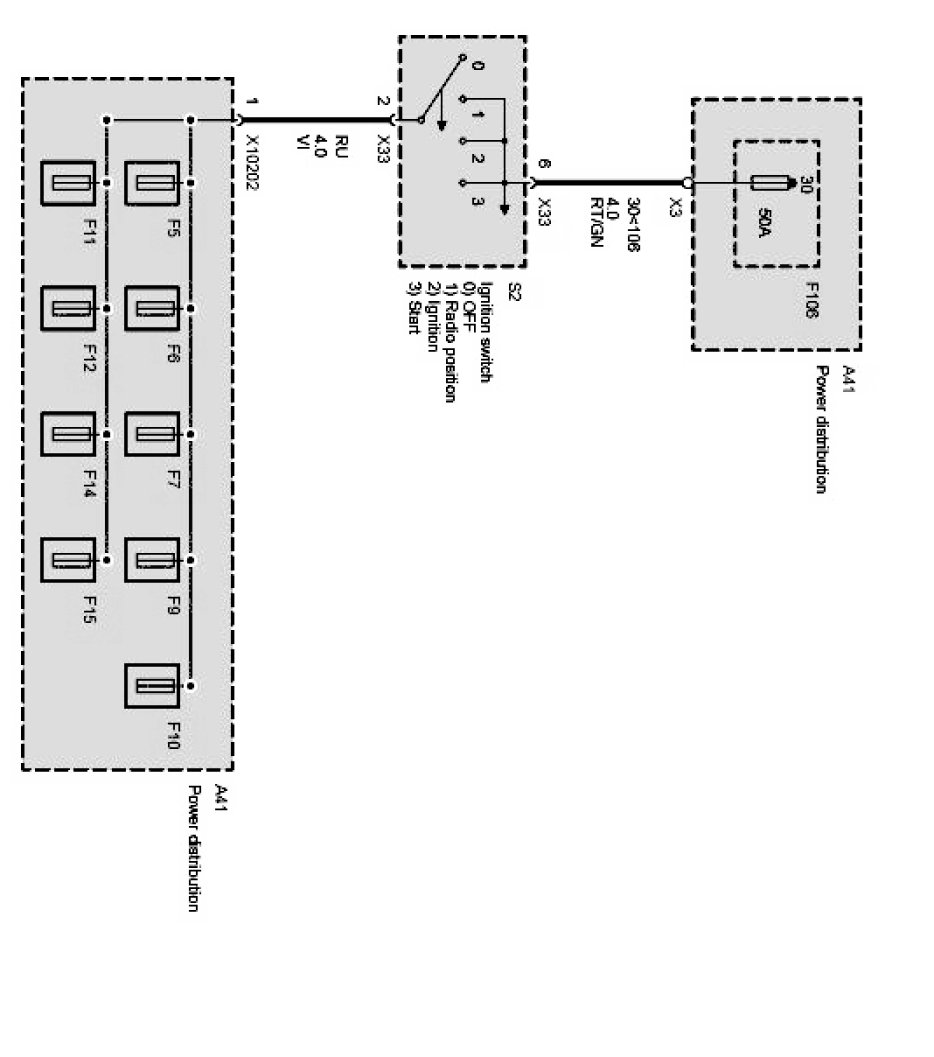 A41
Power distribution
30
50A
F106
X3
30<106
4.0
RT/GN
6
X33
S2
Ignition switch
0) OFF
1) Radio position
2) Ignition
3) Start
0
1
2
3
2
X33
RU
4.0
VI
1
X10202
A41
Power distribution
F5
F6
F7
F9
F10
F11
F12
F14
F15